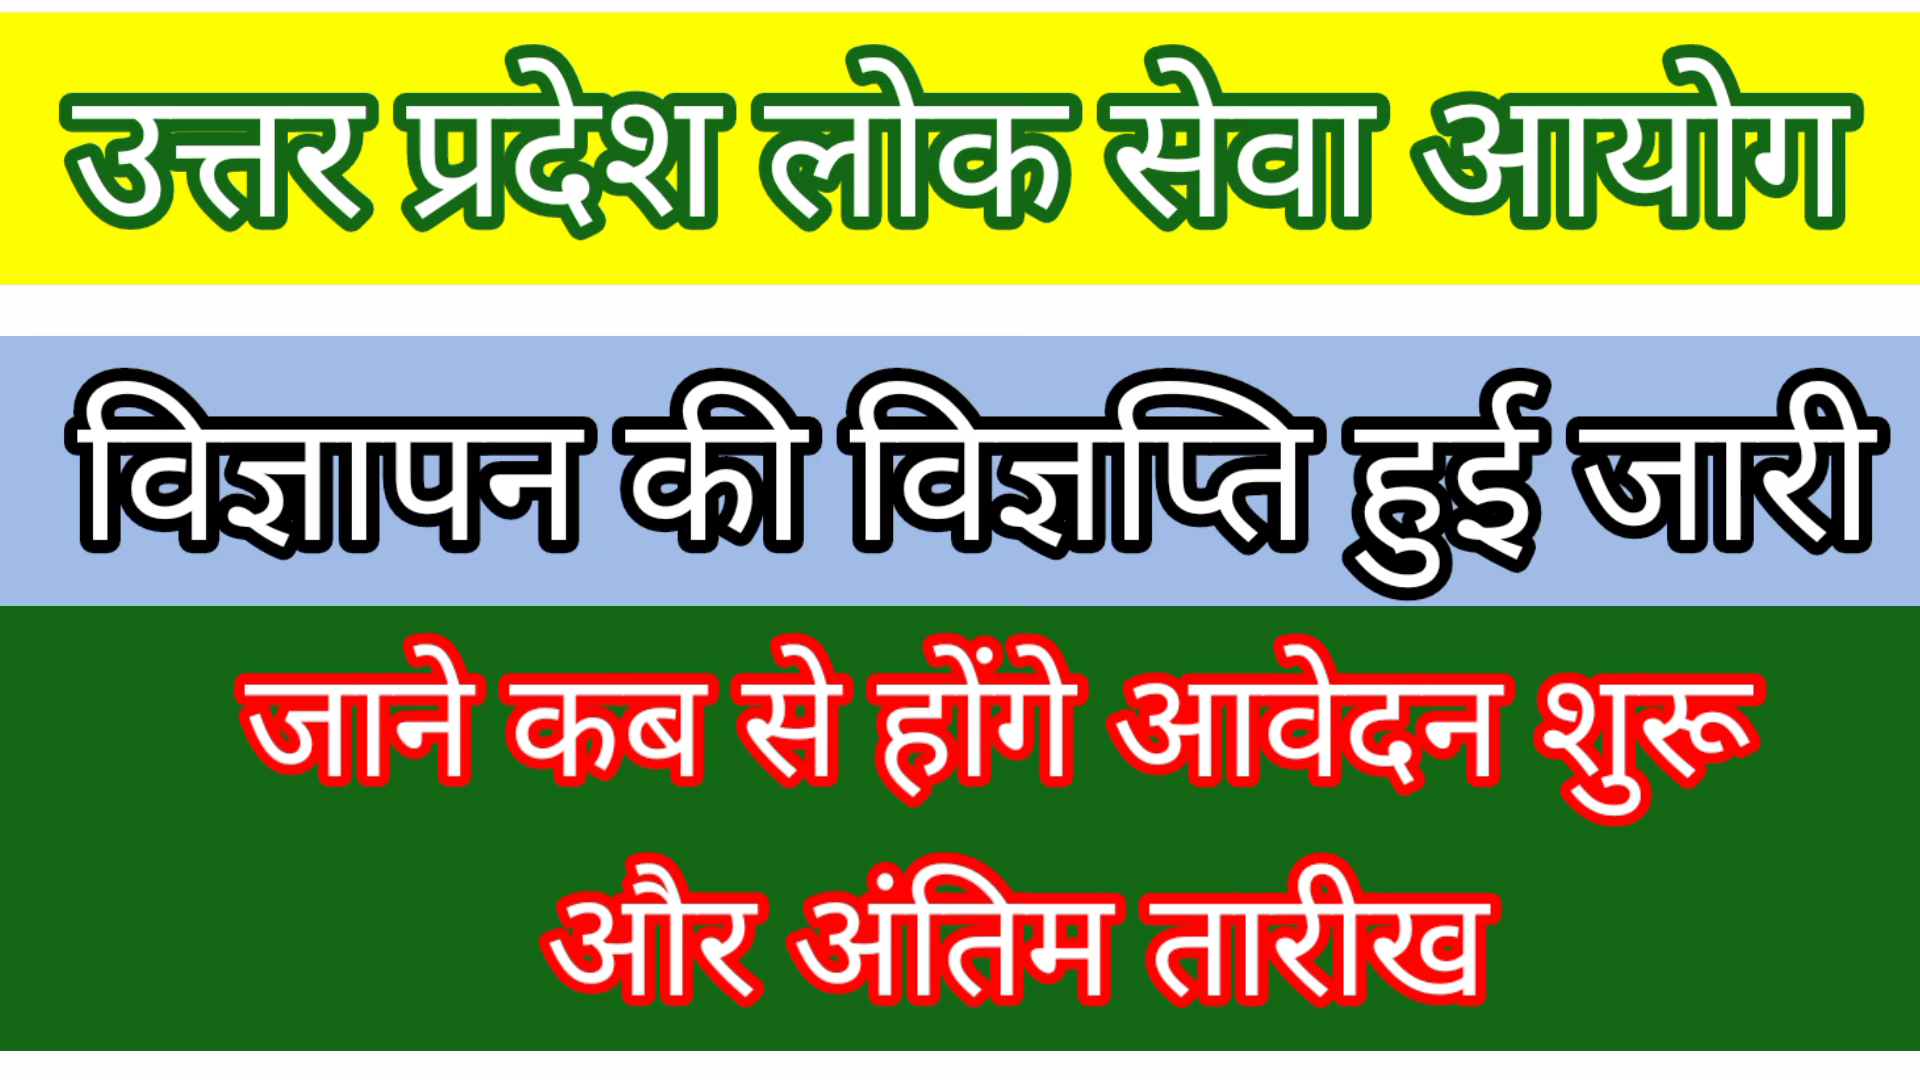 उत्तर प्रदेश लोक सेवा आयोग
विज्ञापन की विज्ञप्ति हुई जारी
जाने कब से होंगे आवेदन शुरू
और अंतिम तारीख